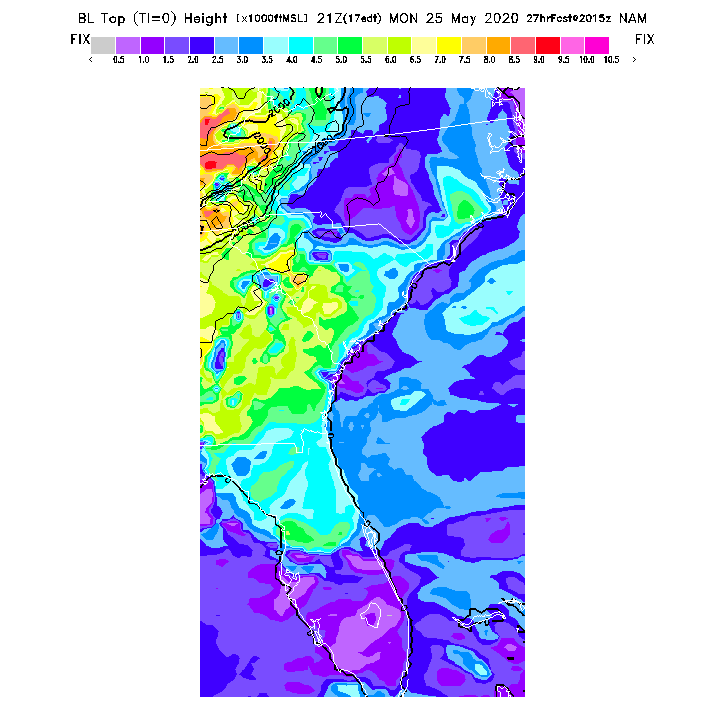 BL Top (TI=0) Height [x1000ftMSL] 21Z(17edt) MON 25 May 2020 27hrFcst@2015z NAM
FIX FIX
< 0.5 1.0 1.5 2.0 2.5 3.0 3.5 4.0 4.5 5.0 5.5 6.0 6.5 7.0 7.5 8.0 8.5 9.0 9.5 10.0 10.5 >
2000